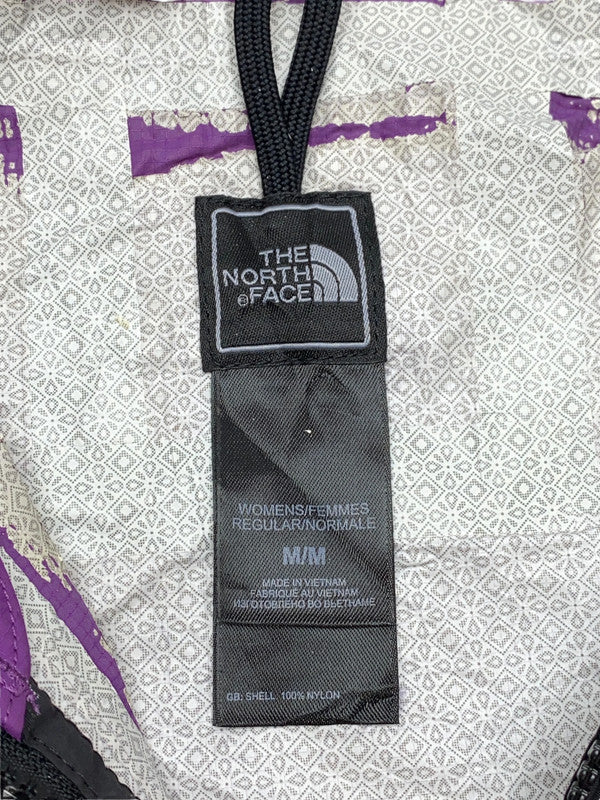 THE
NORTH
FACE
WOMENS/FEMMES
REGULAR/NORMALE
M/M
MADE IN VIETNAM
FABRIQUÉ AU VIETNAM
ИЗГОТОВЛЕНО ВО ВЬЕТНАМЕ
GB: SHELL: 100% NYLON